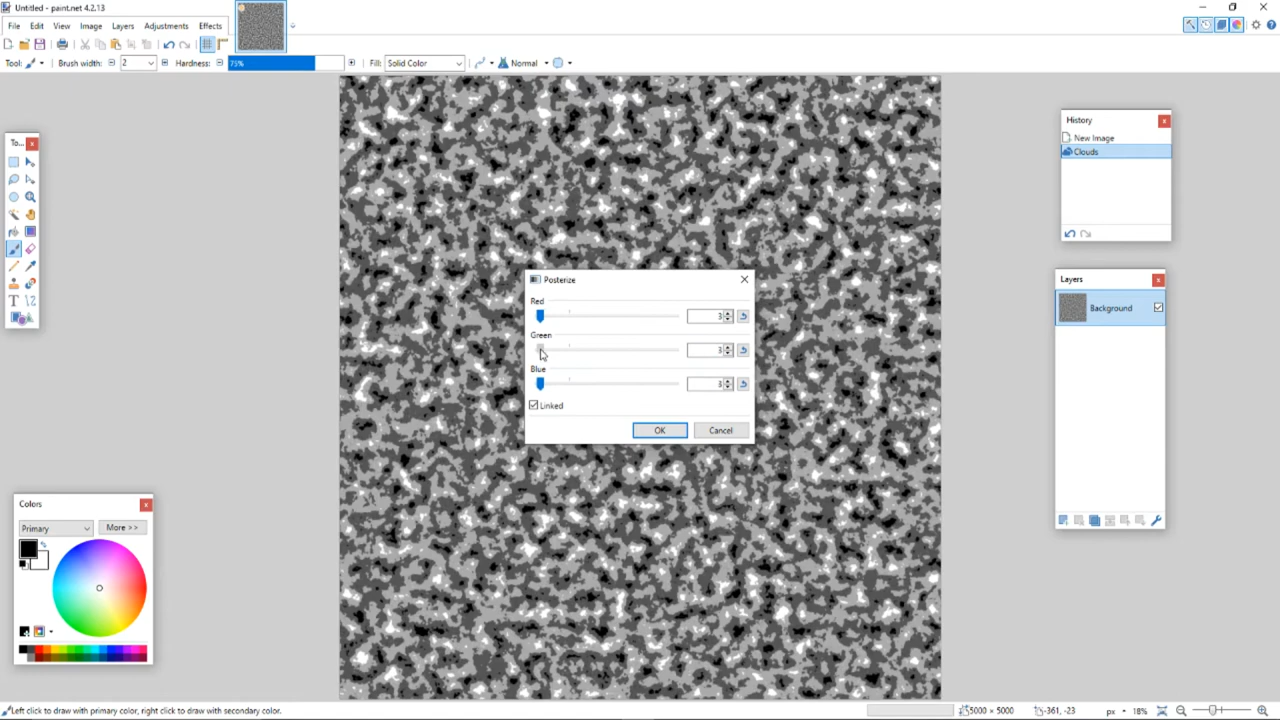 Untitled - paint.net 4.2.13
File Edit View Image Layers Adjustments Effects
Tool: Brush width: 2 Hardness: 73% Fill: Solid Color Normal
To...
History
New Image
Clouds
Posterize
Red
3
Green
3
Blue
3
Linked
OK Cancel
Layers
Background
Colors
Primary More >>
Left click to draw with primary color, right click to draw with secondary color.
5000 × 5000 -361, -23 px 18%